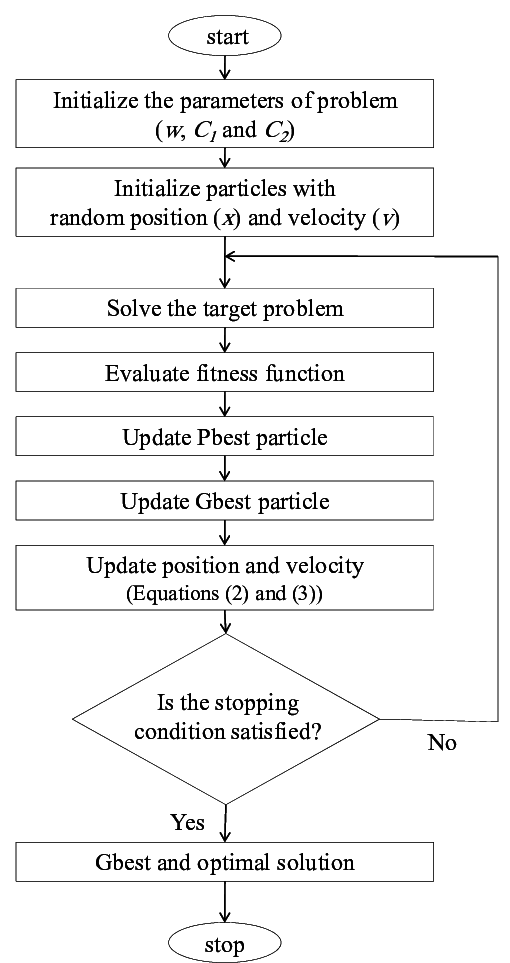 start
Initialize the parameters of problem
(w, C1 and C2)
Initialize particles with
random position (x) and velocity (v)
Solve the target problem
Evaluate fitness function
Update Pbest particle
Update Gbest particle
Update position and velocity
(Equations (2) and (3))
Is the stopping
condition satisfied?
No
Yes
Gbest and optimal solution
stop